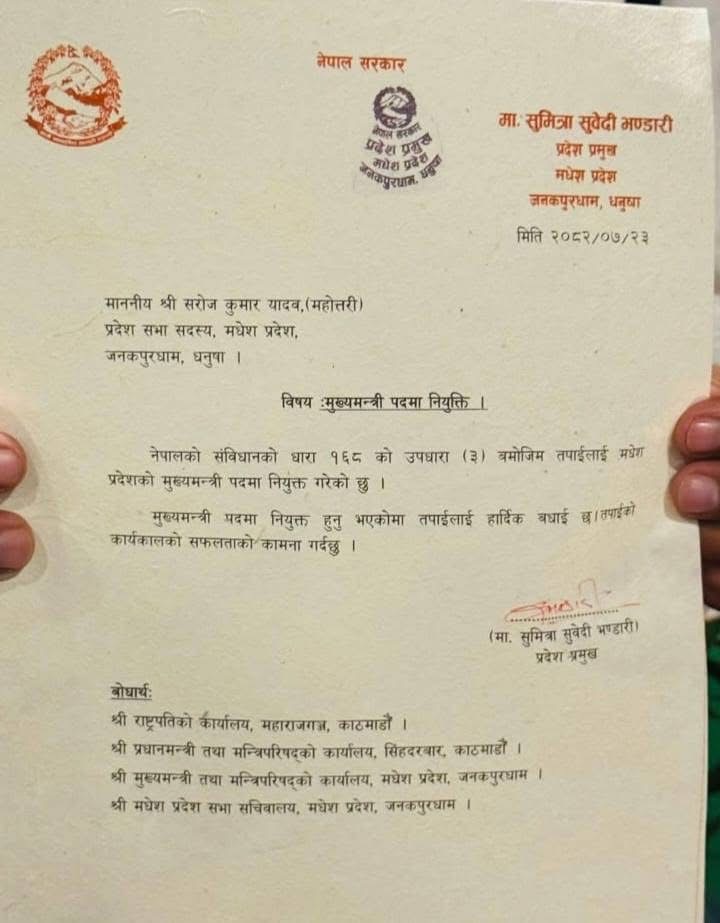 नेपाल सरकार
नेपाल सरकार
प्रदेश प्रमुख
मधेश प्रदेश
जनकपुरधाम, धनुषा
मा. सुमित्रा सुवेदी भण्डारी
प्रदेश प्रमुख
मधेश प्रदेश
जनकपुरधाम, धनुषा
मिति २०८२/०७/२३
माननीय श्री सरोज कुमार यादव,(महोत्तरी)
प्रदेश सभा सदस्य, मधेश प्रदेश,
जनकपुरधाम, धनुषा ।
विषय :मुख्यमन्त्री पदमा नियुक्ति ।
नेपालको संविधानको धारा १६८ को उपधारा (३) बमोजिम तपाईलाई मधेश
प्रदेशको मुख्यमन्त्री पदमा नियुक्त गरेको छु ।
मुख्यमन्त्री पदमा नियुक्त हुनु भएकोमा तपाईलाई हार्दिक बधाई छ।तपाईको
कार्यकालको सफलताको कामना गर्दछु ।
(मा. सुमित्रा सुवेदी भण्डारी)
प्रदेश प्रमुख
बोधार्थः
श्री राष्ट्रपतिको कार्यालय, महाराजगञ्ज, काठमाडौं ।
श्री प्रधानमन्त्री तथा मन्त्रिपरिषद्को कार्यालय, सिंहदरबार, काठमाडौं ।
श्री मुख्यमन्त्री तथा मन्त्रिपरिषद्को कार्यालय, मधेश प्रदेश, जनकपुरधाम ।
श्री मधेश प्रदेश सभा सचिवालय, मधेश प्रदेश, जनकपुरधाम ।